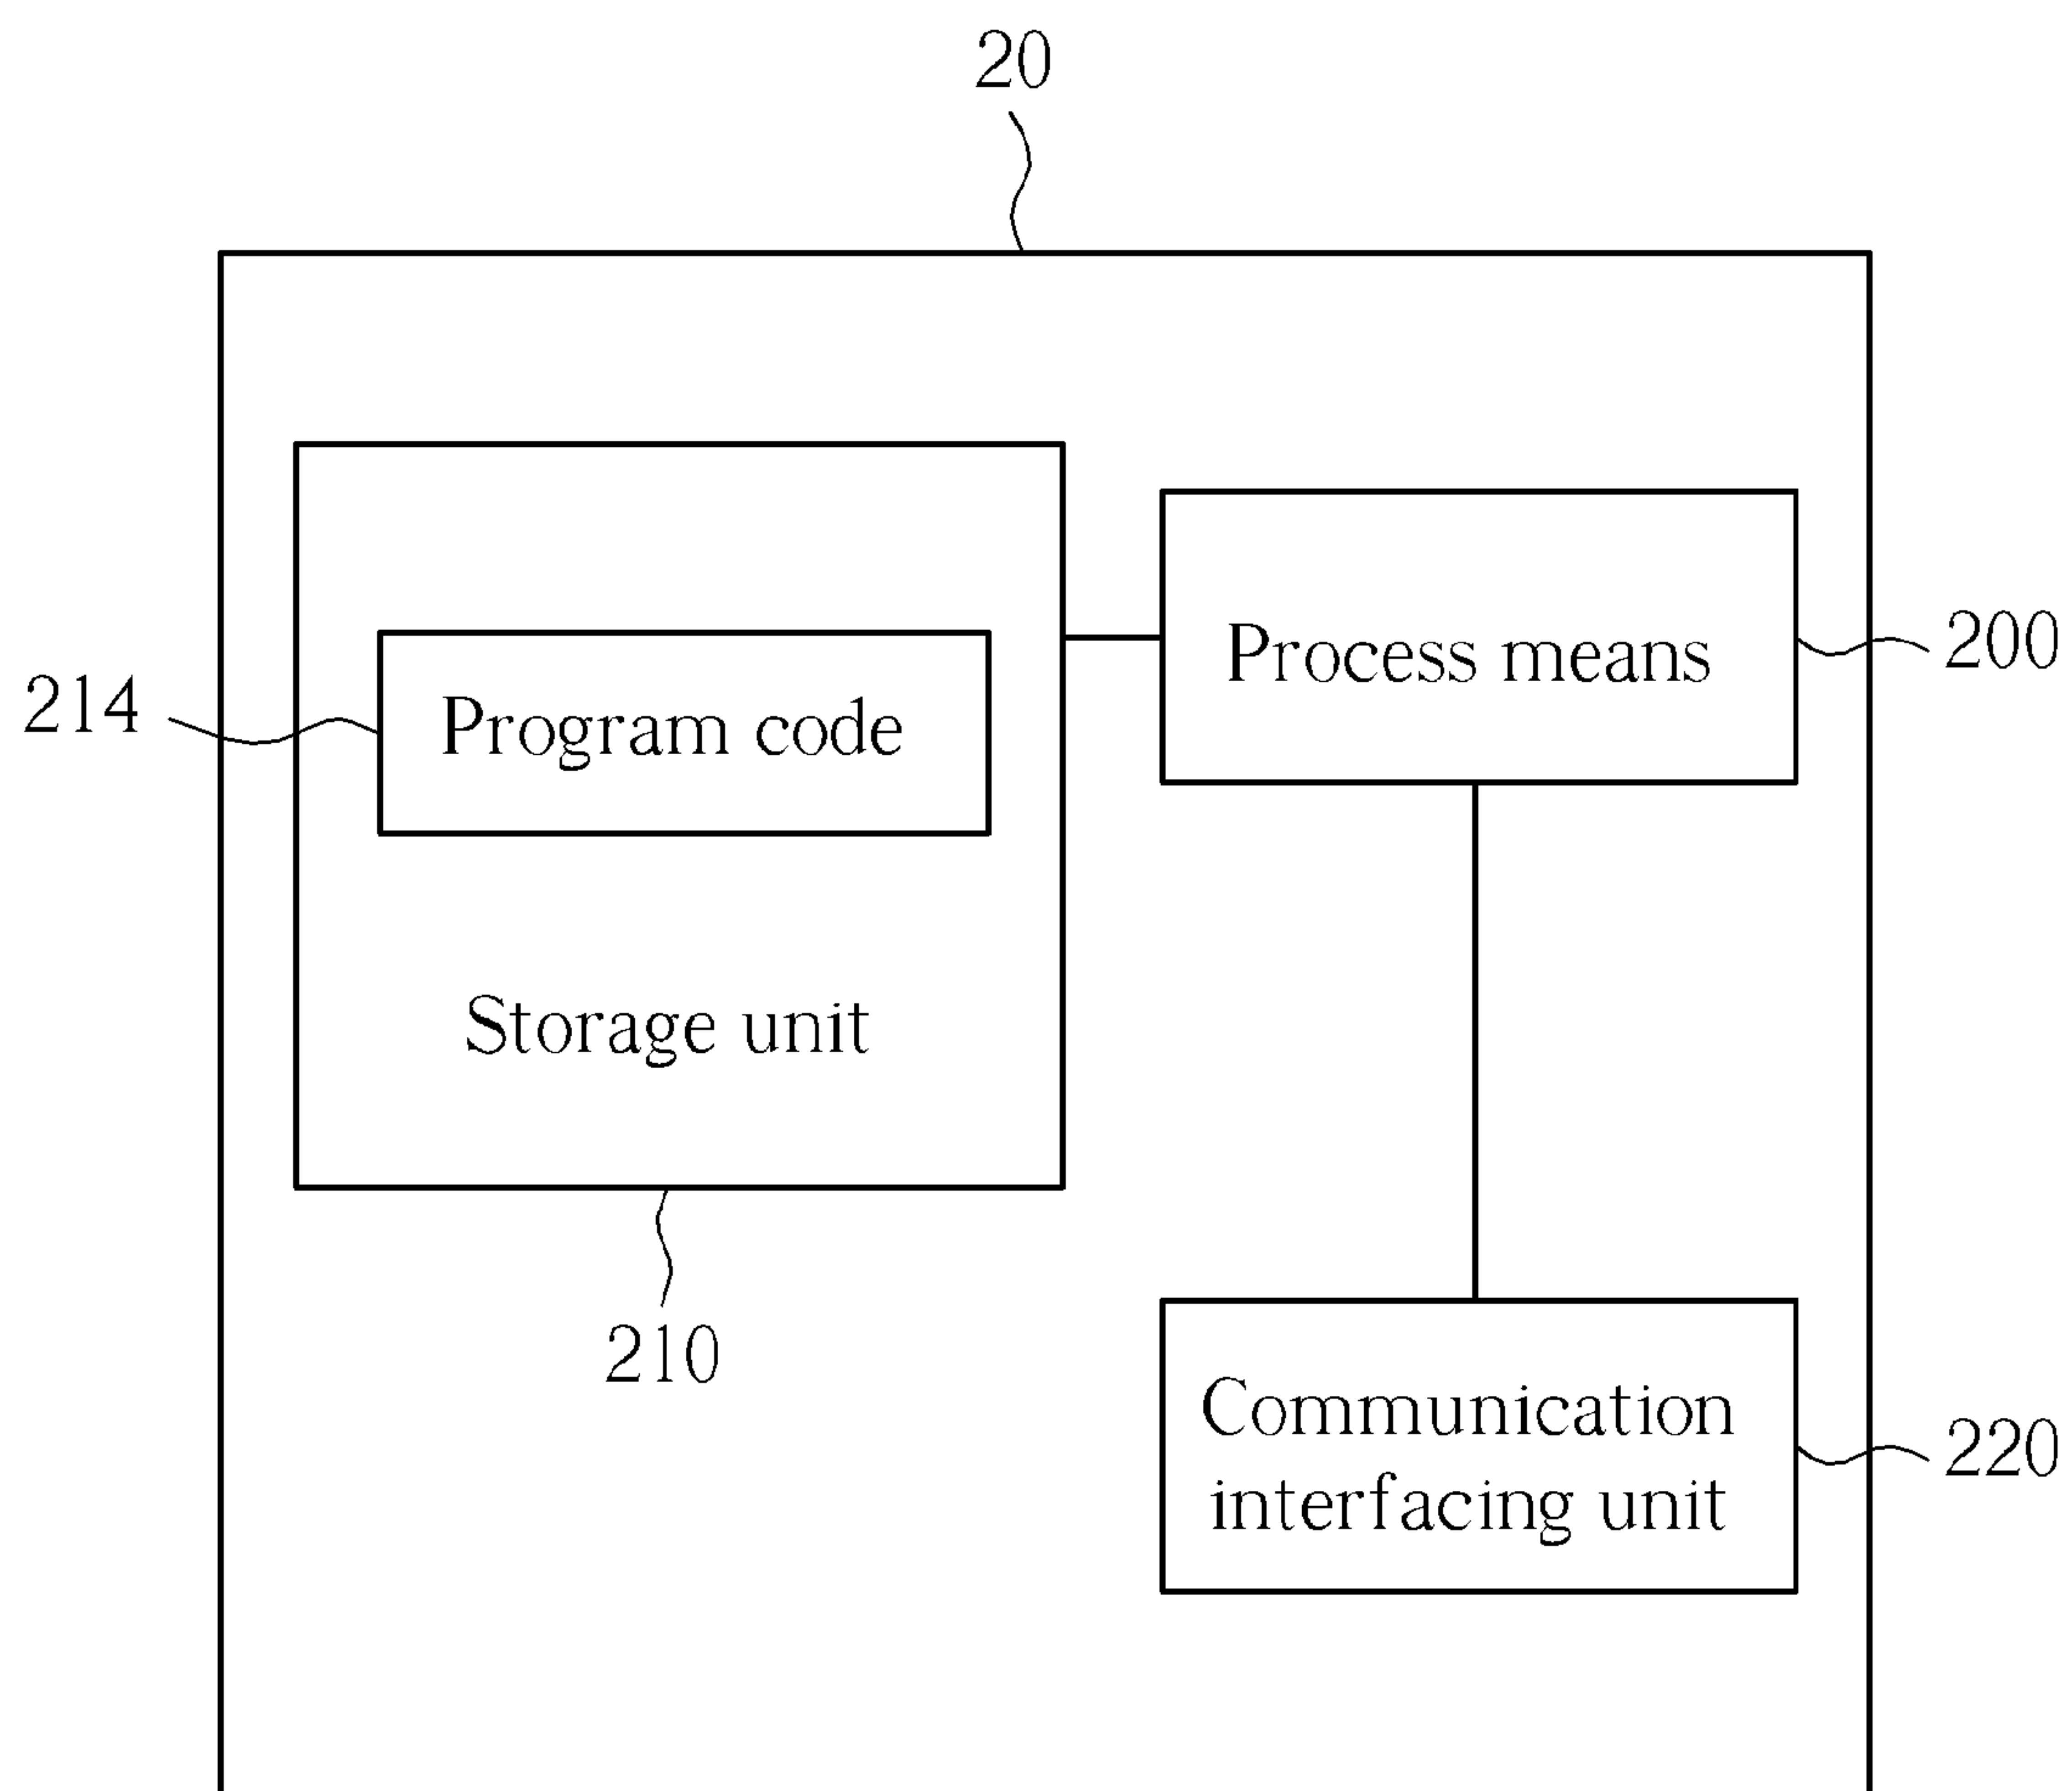 20
Process means
200
214
Program code
Storage unit
210
Communication
interfacing unit
220